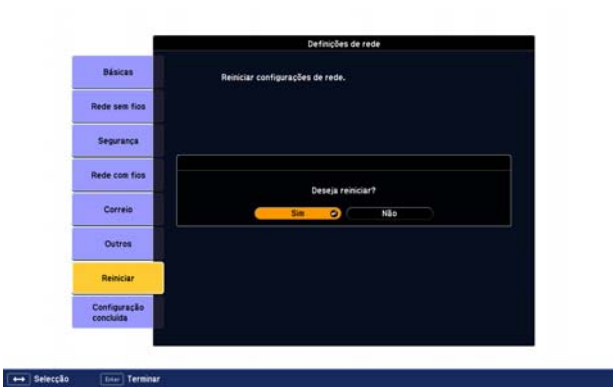 Definições de rede
Básicas
Rede sem fios
Segurança
Rede com fios
Correio
Outros
Reiniciar
Configuração
concluída
Reiniciar configurações de rede.
Deseja reiniciar?
Sim Não
Selecção Enter Terminar